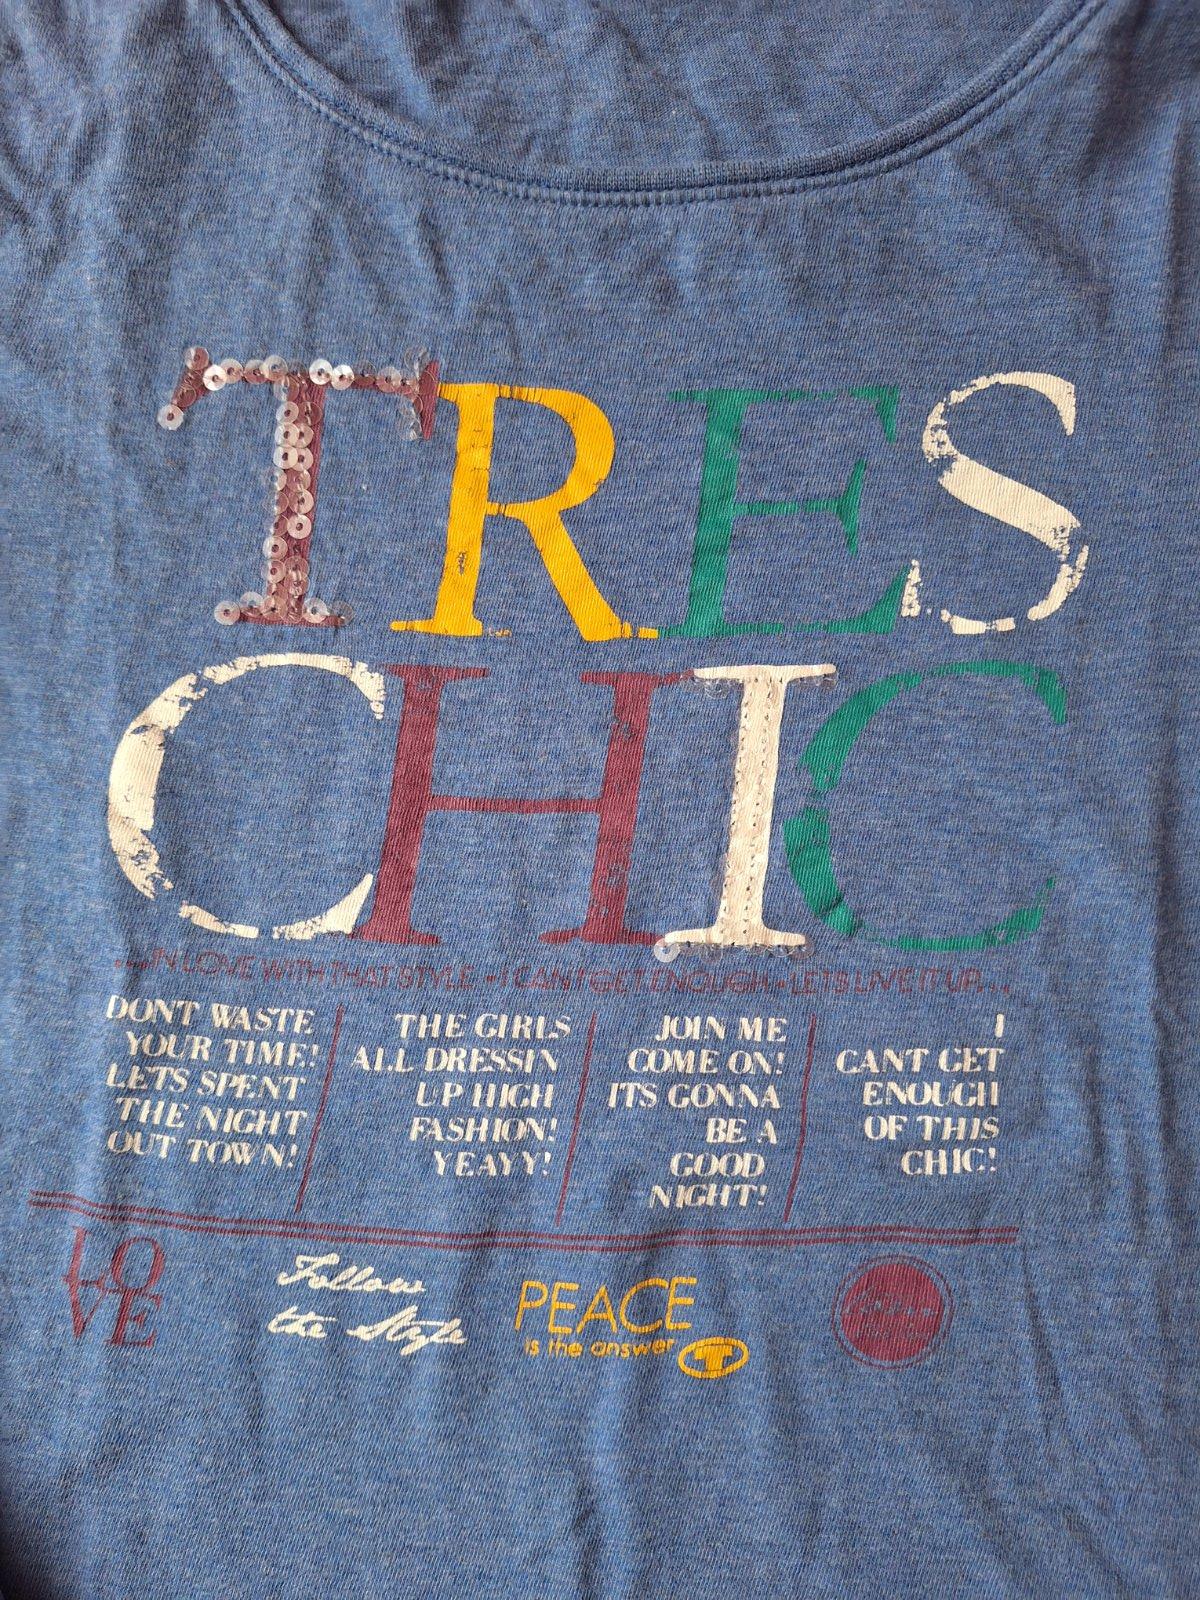 TRES
CHIC
...IN LOVE WITH THAT STYLE • I CANT GET ENOUGH • LETS LIVE IT UP...
DONT WASTE
YOUR TIME!
LETS SPENT
THE NIGHT
OUT TOWN!
THE GIRLS
ALL DRESSIN
UP HIGH
FASHION!
YEAYY!
JOIN ME
COME ON!
ITS GONNA
BE A
GOOD
NIGHT!
I
CANT GET
ENOUGH
OF THIS
CHIC!
LO
VE
Follow
the Style
PEACE
is the answer
T